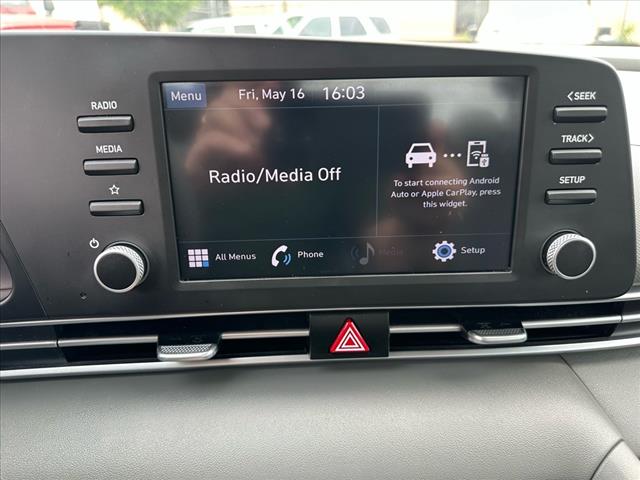 RADIO
MEDIA
Menu
Fri, May 16
16:03
Radio/Media Off
To start connecting Android
Auto or Apple CarPlay, press
this widget.
All Menus
Phone
Media
Setup
<SEEK
TRACK>
SETUP